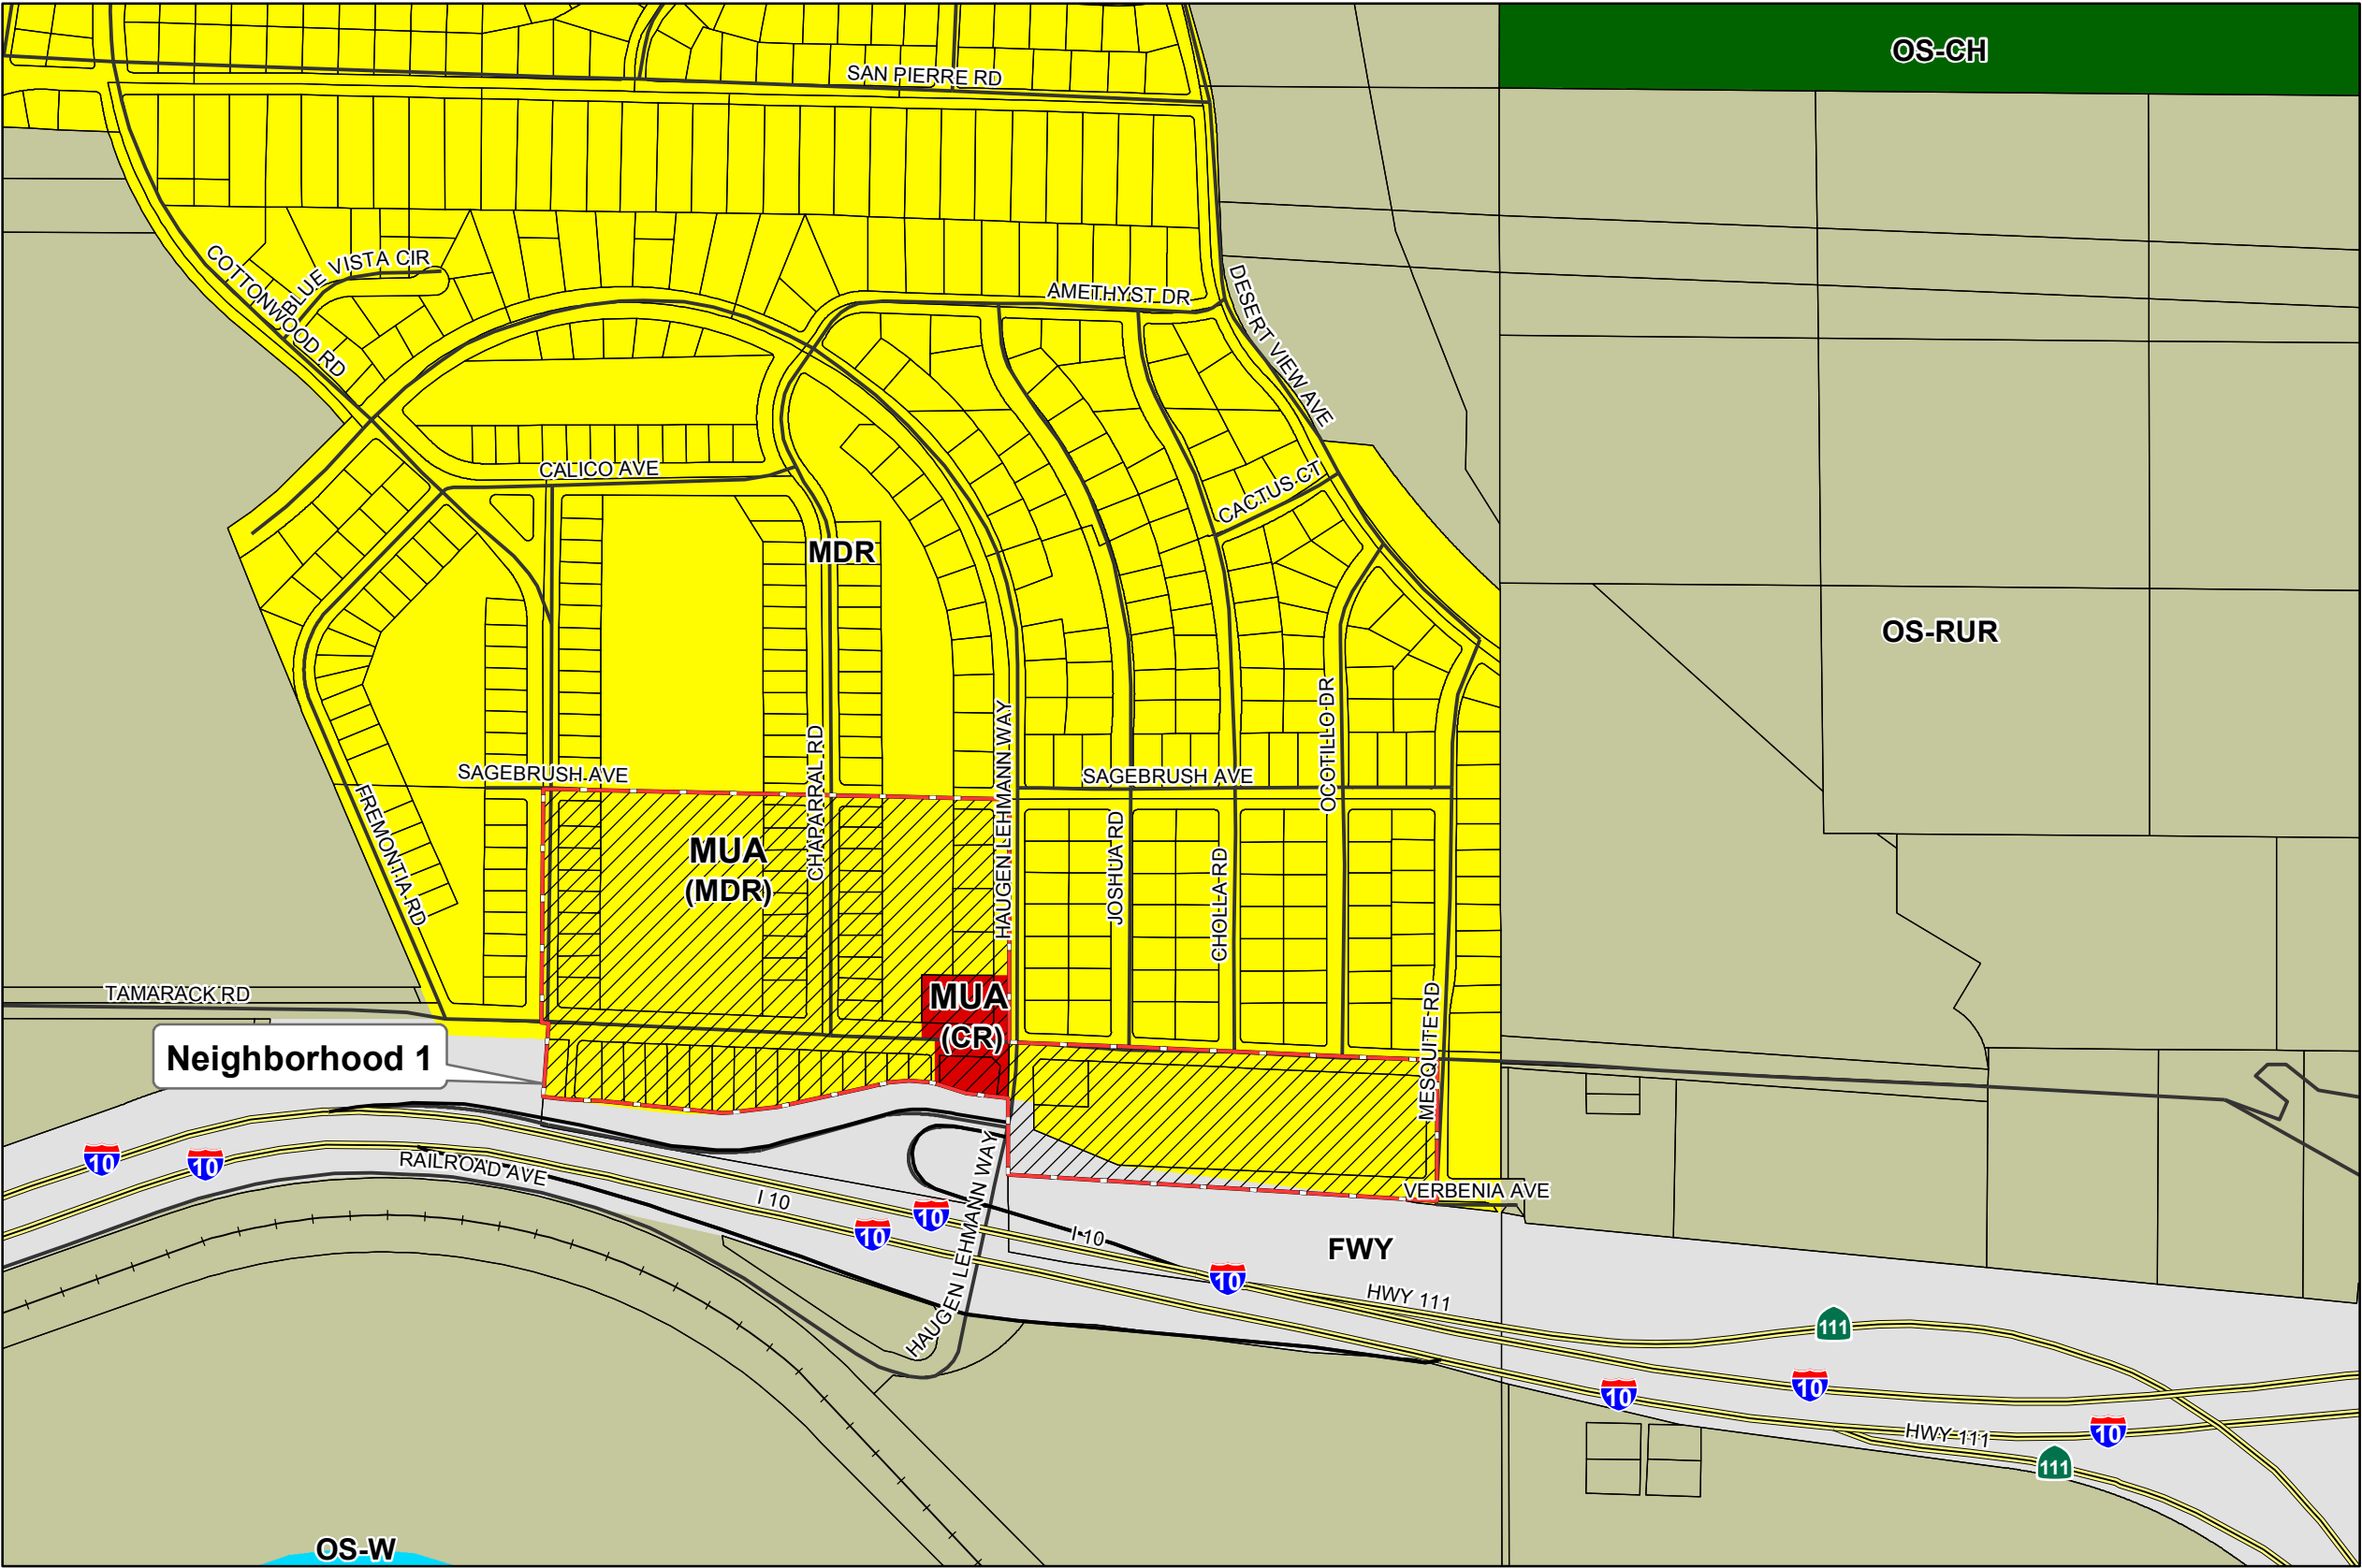 OS-CH
SAN PIERRE RD
COTTONWOOD RD
BLUE VISTA CIR
AMETHYST DR
DESERT VIEW AVE
CALICO AVE
CACTUS CT
MDR
OS-RUR
SAGEBRUSH AVE
CHAPARRAL RD
HAUGEN LEHMANN WAY
SAGEBRUSH AVE
OCOTILLO DR
FREMONTIA RD
MUA
(MDR)
JOSHUA RD
CHOLLA RD
TAMARACK RD
MUA
(CR)
MESQUITE RD
Neighborhood 1
10
10
RAILROAD AVE
I 10
10
10
HAUGEN LEHMANN WAY
I 10
VERBENIA AVE
FWY
10
HWY 111
111
10
10
HWY 111
10
111
OS-W